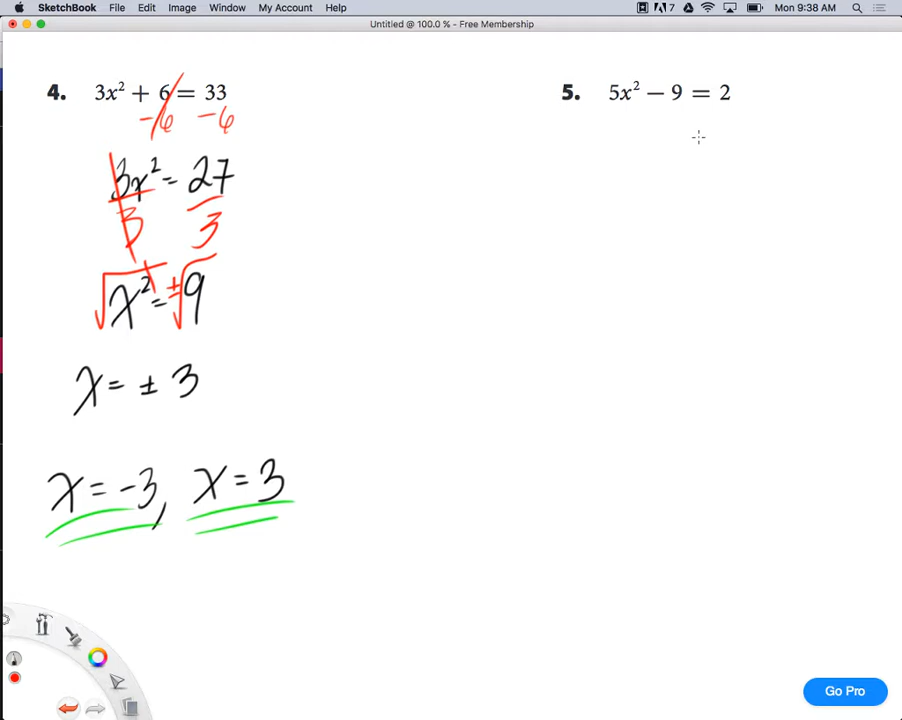 SketchBook File Edit Image Window My Account Help 7 Mon 9:38 AM
Untitled @ 100.0 % - Free Membership
4. 3x² + 6 = 33
-6 -6
3x² = 27
3 3
√x² = ±√9
x = ± 3
x = -3, x = 3
5. 5x² − 9 = 2
Go Pro